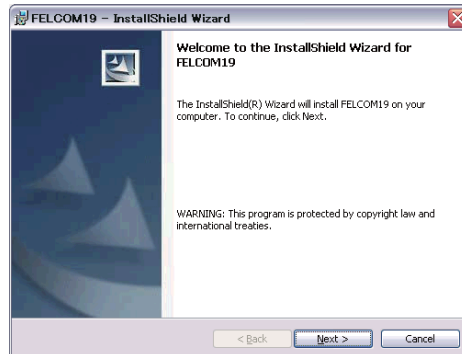 FELCOM19 - InstallShield Wizard
Welcome to the InstallShield Wizard for
FELCOM19
The InstallShield(R) Wizard will install FELCOM19 on your
computer. To continue, click Next.
WARNING: This program is protected by copyright law and
international treaties.
< Back Next > Cancel